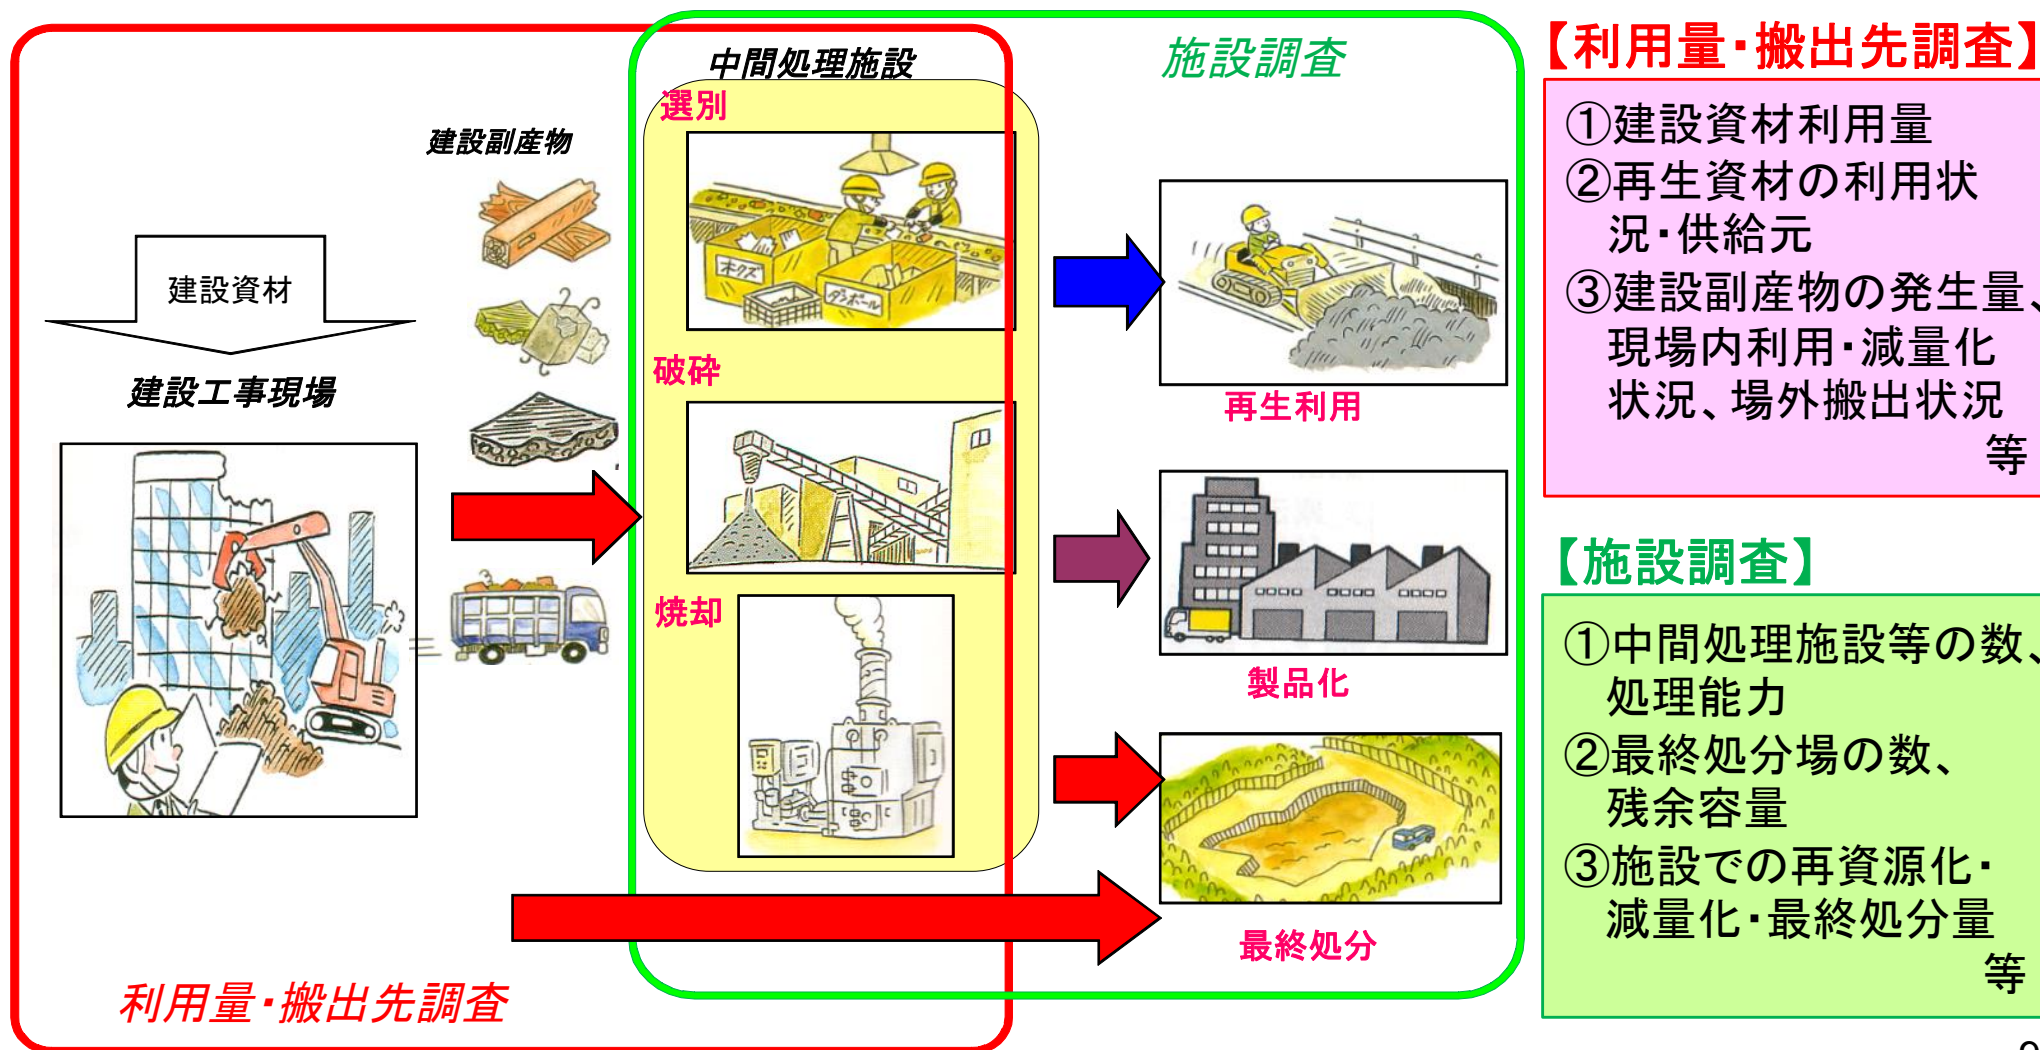 中間処理施設
施設調査
選別
建設副産物
木クズ
ダンボール
建設資材
破砕
建設工事現場
再生利用
焼却
製品化
最終処分
利用量・搬出先調査
【利用量・搬出先調査】
①建設資材利用量
②再生資材の利用状
況・供給元
③建設副産物の発生量、
現場内利用・減量化
状況、場外搬出状況
等
【施設調査】
①中間処理施設等の数、
処理能力
②最終処分場の数、
残余容量
③施設での再資源化・
減量化・最終処分量
等